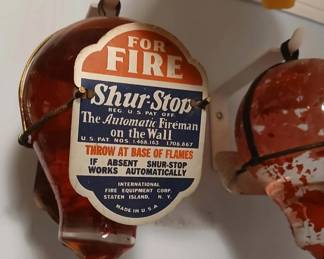 FOR
FIRE
Shur-Stop
REG. U.S. PAT. OFF.
The Automatic Fireman
on the Wall
U.S. PAT. NOS. 1,468,163 1,706,667
THROW AT BASE OF FLAMES
IF ABSENT SHUR-STOP
WORKS AUTOMATICALLY
INTERNATIONAL
FIRE EQUIPMENT CORP.
STATEN ISLAND, N. Y.
MADE IN U.S.A.